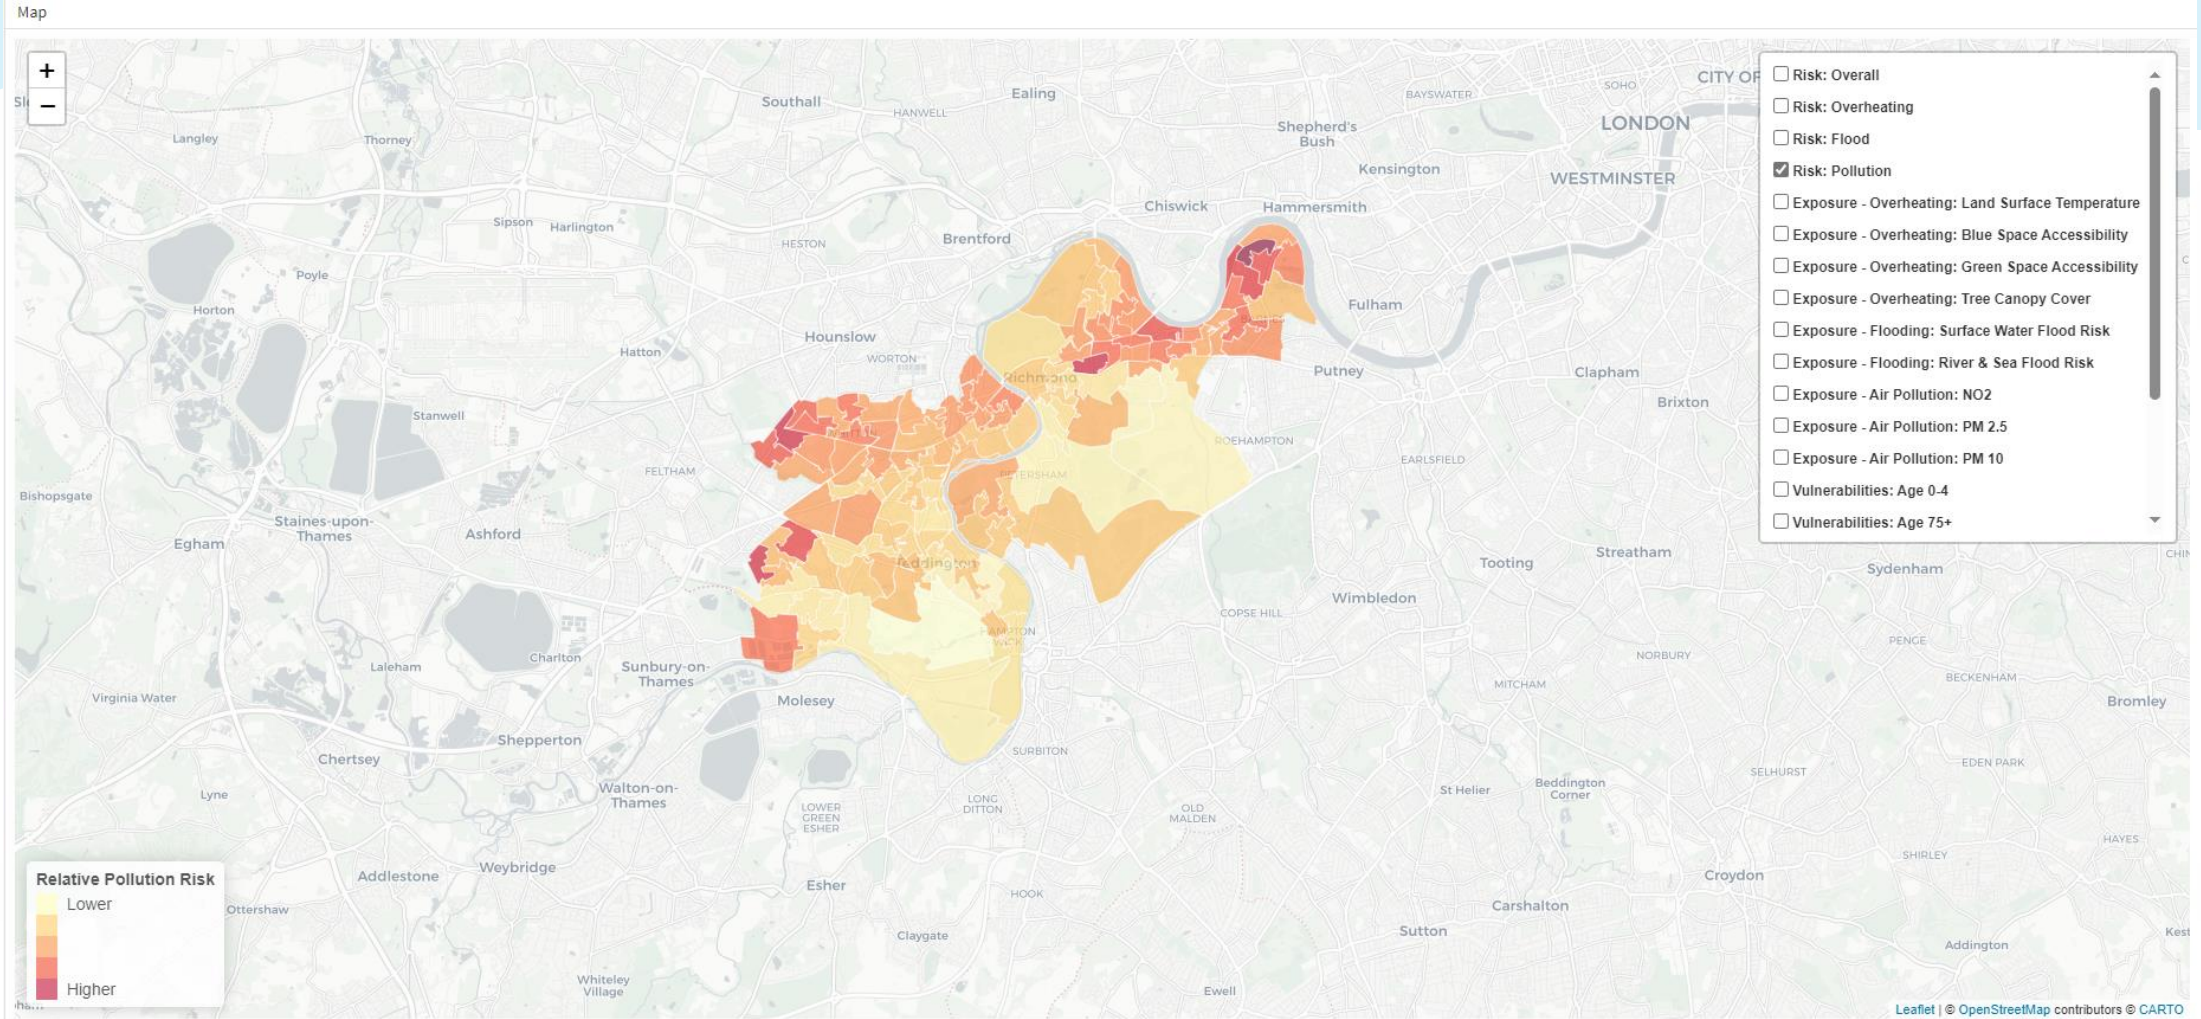 Map
+
−
Risk: Overall
Risk: Overheating
Risk: Flood
Risk: Pollution
Exposure - Overheating: Land Surface Temperature
Exposure - Overheating: Blue Space Accessibility
Exposure - Overheating: Green Space Accessibility
Exposure - Overheating: Tree Canopy Cover
Exposure - Flooding: Surface Water Flood Risk
Exposure - Flooding: River & Sea Flood Risk
Exposure - Air Pollution: NO2
Exposure - Air Pollution: PM 2.5
Exposure - Air Pollution: PM 10
Vulnerabilities: Age 0-4
Vulnerabilities: Age 75+
CITY OF
SOHO
Ealing
BAYSWATER
Southall
HANWELL
LONDON
Shepherd's
Bush
Langley
Thorney
Kensington
WESTMINSTER
Chiswick
Hammersmith
Sipson
Harlington
HESTON
Brentford
Poyle
Horton
Fulham
Hounslow
Hatton
WORTON
Richmond
Putney
Clapham
Brixton
Stanwell
ROEHAMPTON
FELTHAM
PETERSHAM
EARLSFIELD
Bishopsgate
Staines-upon-
Thames
Ashford
Egham
Teddington
Tooting
Streatham
Sydenham
Wimbledon
COPSE HILL
HAMPTON
WICK
PENGE
Laleham
Charlton
Sunbury-on-
Thames
NORBURY
BECKENHAM
Virginia Water
Molesey
MITCHAM
Bromley
Shepperton
SURBITON
Chertsey
SELHURST
EDEN PARK
Lyne
Walton-on-
Thames
LOWER
GREEN
ESHER
LONG
DITTON
OLD
MALDEN
St Helier
Beddington
Corner
HAYES
SHIRLEY
Weybridge
Addlestone
Esher
HOOK
Croydon
Relative Pollution Risk
Lower
Higher
Ottershaw
Carshalton
Claygate
Sutton
Addington
Whiteley
Village
Ewell
Leaflet | © OpenStreetMap contributors © CARTO